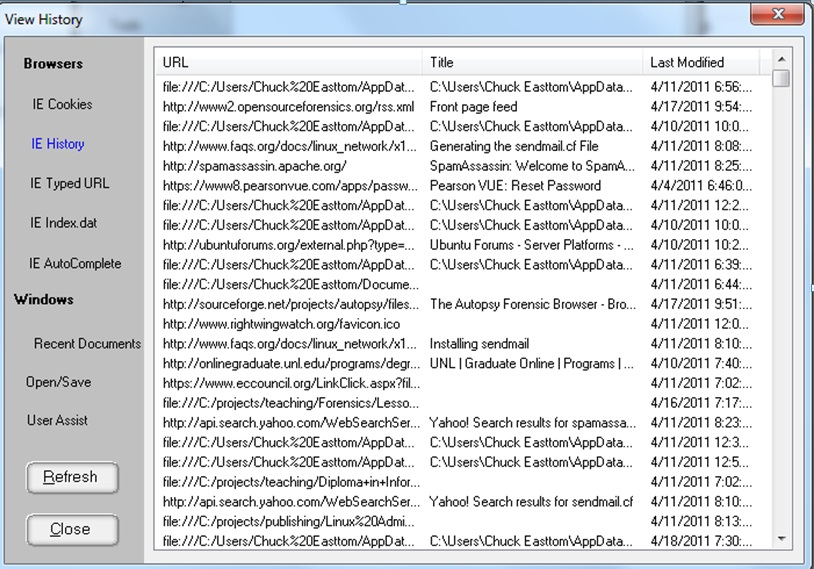 View History
Browsers
IE Cookies
IE History
IE Typed URL
IE Index.dat
IE AutoComplete
Windows
Recent Documents
Open/Save
User Assist
Refresh
Close
URL Title Last Modified
file:///C:/Users/Chuck%20Easttom/AppDat... C:\Users\Chuck Easttom\AppData... 4/11/2011 6:56:...
http://www2.opensourceforensics.org/rss.xml Front page feed 4/17/2011 9:54:...
file:///C:/Users/Chuck%20Easttom/AppDat... C:\Users\Chuck Easttom\AppData... 4/10/2011 10:0...
http://www.faqs.org/docs/linux_network/x1... Generating the sendmail.cf File 4/11/2011 8:08:...
http://spamassassin.apache.org/ SpamAssassin: Welcome to SpamA... 4/11/2011 8:25:...
https://www8.pearsonvue.com/apps/passw... Pearson VUE: Reset Password 4/4/2011 6:46:0...
file:///C:/Users/Chuck%20Easttom/AppDat... C:\Users\Chuck Easttom\AppData... 4/11/2011 12:2...
file:///C:/Users/Chuck%20Easttom/AppDat... C:\Users\Chuck Easttom\AppData... 4/10/2011 10:0...
http://ubuntuforums.org/external.php?type=... Ubuntu Forums - Server Platforms - ... 4/10/2011 10:2...
file:///C:/Users/Chuck%20Easttom/AppDat... C:\Users\Chuck Easttom\AppData... 4/11/2011 6:39:...
file:///C:/Users/Chuck%20Easttom/Docume... 4/11/2011 6:44:...
http://sourceforge.net/projects/autopsy/files... The Autopsy Forensic Browser - Bro... 4/17/2011 9:51:...
http://www.rightwingwatch.org/favicon.ico 4/11/2011 12:0...
http://www.faqs.org/docs/linux_network/x1... Installing sendmail 4/11/2011 8:10:...
http://onlinegraduate.unl.edu/programs/degr... UNL | Graduate Online | Programs | ... 4/10/2011 7:40:...
https://www.eccouncil.org/LinkClick.aspx?fil... 4/11/2011 7:02:...
file:///C:/projects/teaching/Forensics/Lesso... 4/16/2011 7:17:...
http://api.search.yahoo.com/WebSearchSer... Yahoo! Search results for spamassa... 4/11/2011 8:23:...
file:///C:/Users/Chuck%20Easttom/AppDat... C:\Users\Chuck Easttom\AppData... 4/11/2011 12:3...
file:///C:/Users/Chuck%20Easttom/AppDat... C:\Users\Chuck Easttom\AppData... 4/11/2011 12:5...
file:///C:/projects/teaching/Diploma+in+Infor... 4/11/2011 7:02:...
http://api.search.yahoo.com/WebSearchSer... Yahoo! Search results for sendmail.cf 4/11/2011 8:10:...
file:///C:/projects/publishing/Linux%20Admi... 4/11/2011 8:13:...
file:///C:/Users/Chuck%20Easttom/AppDat... C:\Users\Chuck Easttom\AppData... 4/18/2011 7:30:...